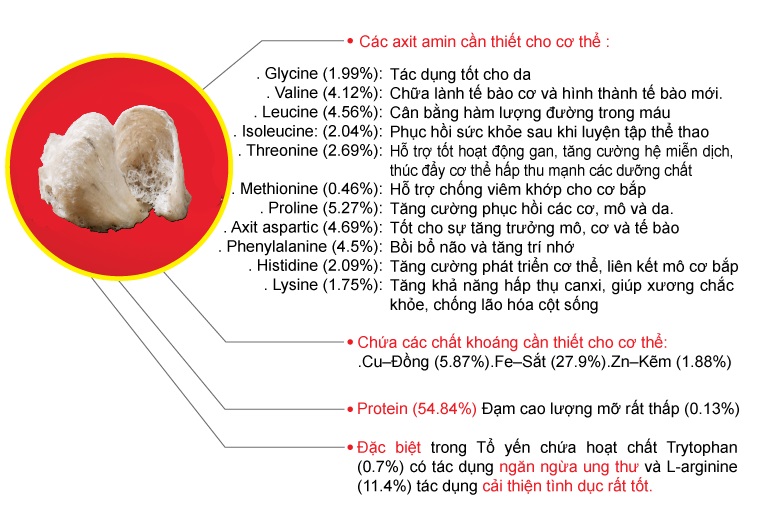 • Các axit amin cần thiết cho cơ thể :
. Glycine (1.99%): Tác dụng tốt cho da
. Valine (4.12%): Chữa lành tế bào cơ và hình thành tế bào mới.
. Leucine (4.56%): Cân bằng hàm lượng đường trong máu
. Isoleucine: (2.04%): Phục hồi sức khỏe sau khi luyện tập thể thao
. Threonine (2.69%): Hỗ trợ tốt hoạt động gan, tăng cường hệ miễn dịch,
thúc đẩy cơ thể hấp thu mạnh các dưỡng chất
. Methionine (0.46%): Hỗ trợ chống viêm khớp cho cơ bắp
. Proline (5.27%): Tăng cường phục hồi các cơ, mô và da.
. Axit aspartic (4.69%): Tốt cho sự tăng trưởng mô, cơ và tế bào
. Phenylalanine (4.5%): Bồi bổ não và tăng trí nhớ
. Histidine (2.09%): Tăng cường phát triển cơ thể, liên kết mô cơ bắp
. Lysine (1.75%): Tăng khả năng hấp thụ canxi, giúp xương chắc
khỏe, chống lão hóa cột sống
• Chứa các chất khoáng cần thiết cho cơ thể:
.Cu–Đồng (5.87%).Fe–Sắt (27.9%).Zn–Kẽm (1.88%)
• Protein (54.84%) Đạm cao lượng mỡ rất thấp (0.13%)
• Đặc biệt trong Tổ yến chứa hoạt chất Trytophan
(0.7%) có tác dụng ngăn ngừa ung thư và L-arginine
(11.4%) tác dụng cải thiện tình dục rất tốt.